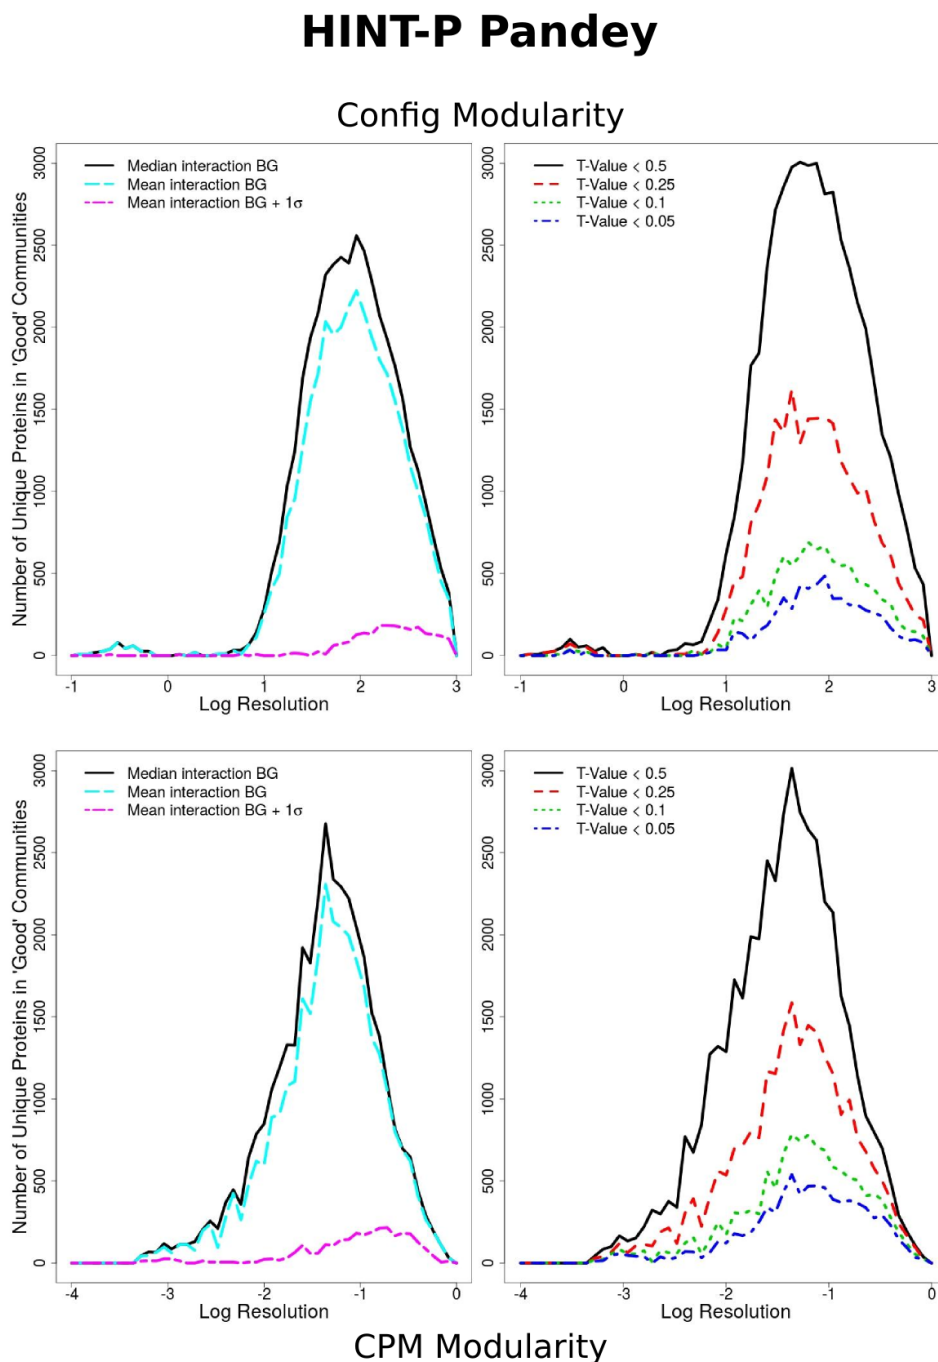 HINT-P Pandey
Config Modularity
Number of Unique Proteins in 'Good' Communities
3000
2500
2000
1500
1000
500
0
Median interaction BG
Mean interaction BG
Mean interaction BG + 1σ
-1 0 1 2 3
Log Resolution
3000
2500
2000
1500
1000
500
0
T-Value < 0.5
T-Value < 0.25
T-Value < 0.1
T-Value < 0.05
-1 0 1 2 3
Log Resolution
Number of Unique Proteins in 'Good' Communities
3000
2500
2000
1500
1000
500
0
Median interaction BG
Mean interaction BG
Mean interaction BG + 1σ
-4 -3 -2 -1 0
Log Resolution
3000
2500
2000
1500
1000
500
0
T-Value < 0.5
T-Value < 0.25
T-Value < 0.1
T-Value < 0.05
-4 -3 -2 -1 0
Log Resolution
CPM Modularity